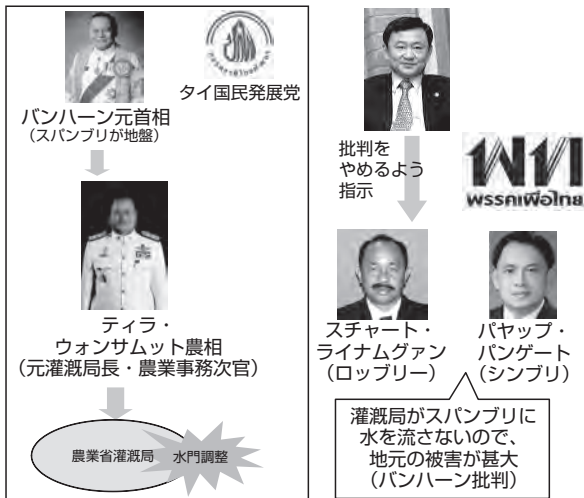 タイ国民発展党
バンハーン元首相
(スパンブリが地盤)
ティラ・
ウォンサムット農相
(元灌漑局長・農業事務次官)
農業省灌漑局
水門調整
批判を
やめるよう
指示
พท
พรรคเพื่อไทย
スチャート・
ライナムグァン
(ロッブリー)
パヤップ・
パンゲート
(シンブリ)
灌漑局がスパンブリに
水を流さないので、
地元の被害が甚大
(バンハーン批判)